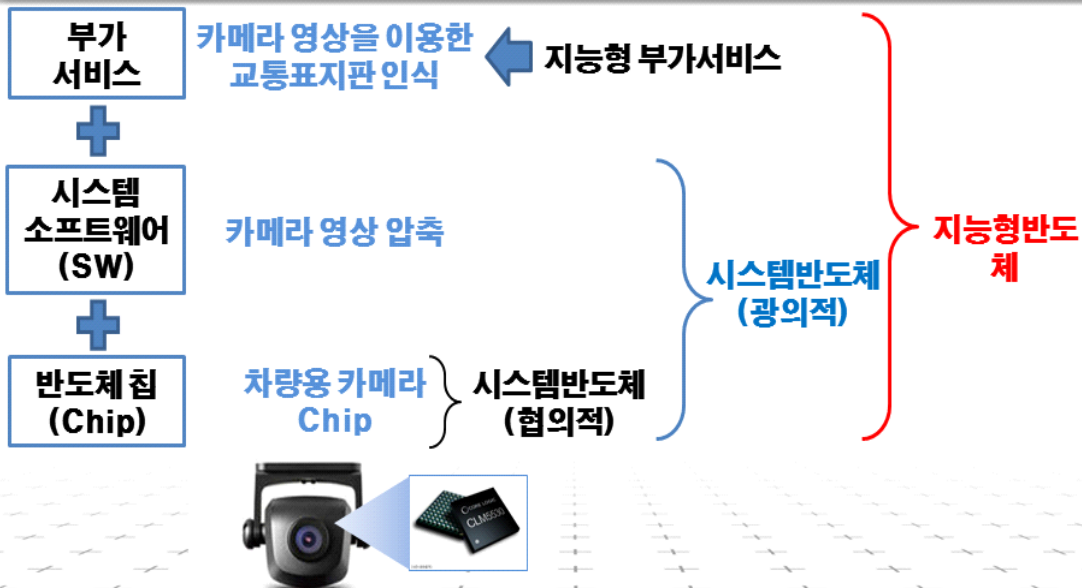 부가
서비스
카메라 영상을 이용한
교통표지판 인식
지능형 부가서비스
시스템
소프트웨어
(SW)
카메라 영상 압축
지능형반도
체
시스템반도체
(광의적)
반도체 칩
(Chip)
차량용 카메라
Chip
시스템반도체
(협의적)
CORE LOGIC
CLM5530